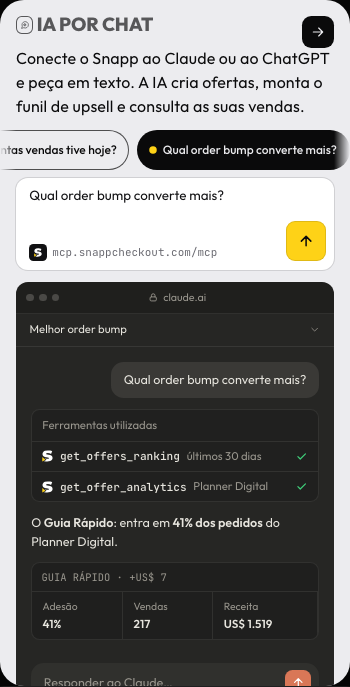 IA POR CHAT
Conecte o Snapp ao Claude ou ao ChatGPT
e peça em texto. A IA cria ofertas, monta o
funil de upsell e consulta as suas vendas.
ntas vendas tive hoje?
Qual order bump converte mais?
Qual order bump converte mais?
mcp.snappcheckout.com/mcp
claude.ai
Melhor order bump
Qual order bump converte mais?
Ferramentas utilizadas
get_offers_ranking últimos 30 dias
get_offer_analytics Planner Digital
O Guia Rápido: entra em 41% dos pedidos do
Planner Digital.
GUIA RÁPIDO · +US$ 7
Adesão Vendas Receita
41% 217 US$ 1.519
Responder ao Claude...